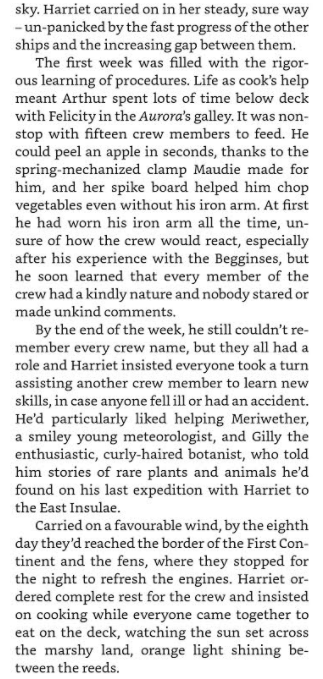 sky. Harriet carried on in her steady, sure way
– un-panicked by the fast progress of the other
ships and the increasing gap between them.
The first week was filled with the rigor-
ous learning of procedures. Life as cook's help
meant Arthur spent lots of time below deck
with Felicity in the Aurora's galley. It was non-
stop with fifteen crew members to feed. He
could peel an apple in seconds, thanks to the
spring-mechanized clamp Maudie made for
him, and her spike board helped him chop
vegetables even without his iron arm. At first
he had worn his iron arm all the time, un-
sure of how the crew would react, especially
after his experience with the Begginses, but
he soon learned that every member of the
crew had a kindly nature and nobody stared or
made unkind comments.
By the end of the week, he still couldn't re-
member every crew name, but they all had a
role and Harriet insisted everyone took a turn
assisting another crew member to learn new
skills, in case anyone fell ill or had an accident.
He'd particularly liked helping Meriwether,
a smiley young meteorologist, and Gilly the
enthusiastic, curly-haired botanist, who told
him stories of rare plants and animals he'd
found on his last expedition with Harriet to
the East Insulae.
Carried on a favourable wind, by the eighth
day they'd reached the border of the First Con-
tinent and the fens, where they stopped for
the night to refresh the engines. Harriet or-
dered complete rest for the crew and insisted
on cooking while everyone came together to
eat on the deck, watching the sun set across
the marshy land, orange light shining be-
tween the reeds.